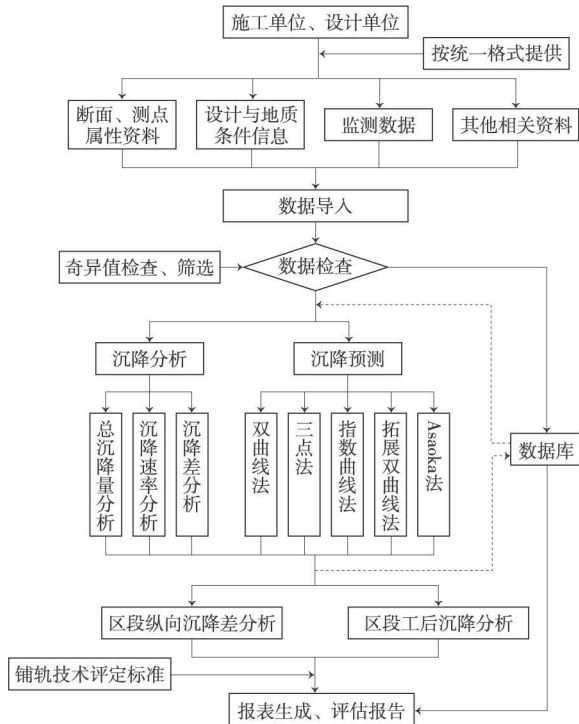 施工单位、设计单位
按统一格式提供
断面、测点
属性资料
设计与地质
条件信息
监测数据
其他相关资料
数据导入
奇异值检查、筛选
数据检查
沉降分析
沉降预测
总沉降量分析
沉降速率分析
沉降差分析
双曲线法
三点法
指数曲线法
拓展双曲线法
Asaoka法
数据库
区段纵向沉降差分析
区段工后沉降分析
铺轨技术评定标准
报表生成、评估报告